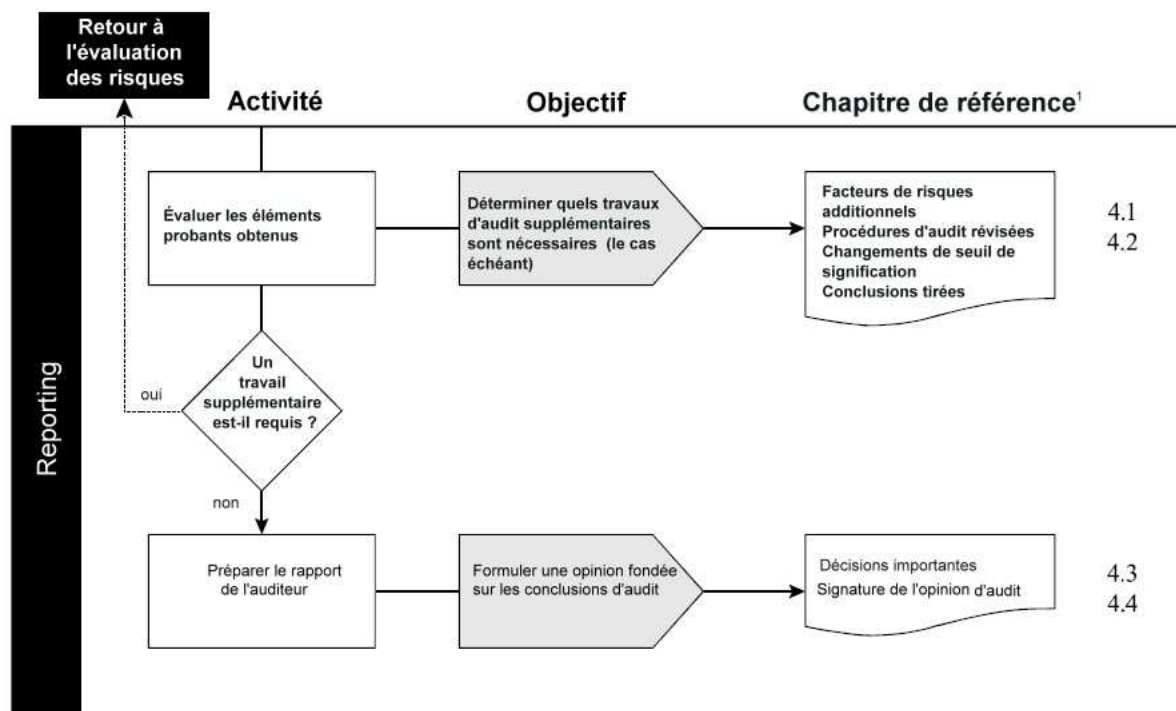 Retour à
l'évaluation
des risques
Activité
Objectif
Chapitre de référence¹
Reporting
Évaluer les éléments
probants obtenus
Déterminer quels travaux
d'audit supplémentaires
sont nécessaires (le cas
échéant)
Facteurs de risques
additionnels
Procédures d'audit révisées
Changements de seuil de
signification
Conclusions tirées
4.1
4.2
Un
travail
supplémentaire
est-il requis ?
oui
non
Préparer le rapport
de l'auditeur
Formuler une opinion fondée
sur les conclusions d'audit
Décisions importantes
Signature de l'opinion d'audit
4.3
4.4